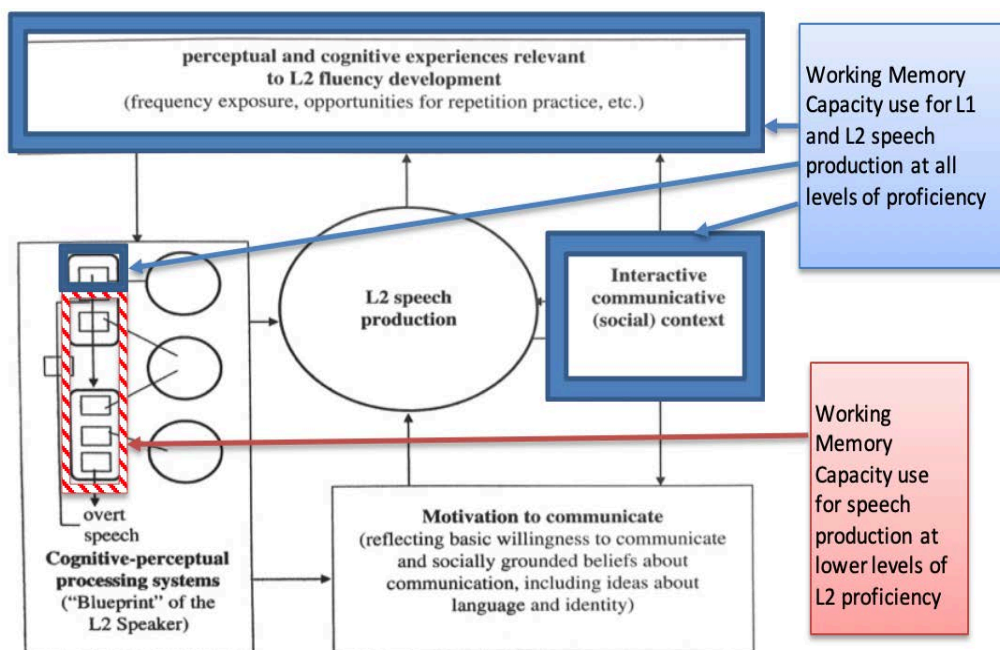 perceptual and cognitive experiences relevant
to L2 fluency development
(frequency exposure, opportunities for repetition practice, etc.)
Working Memory
Capacity use for L1
and L2 speech
production at all
levels of proficiency
L2 speech
production
Interactive
communicative
(social) context
overt
speech
Cognitive-perceptual
processing systems
("Blueprint" of the
L2 Speaker)
Motivation to communicate
(reflecting basic willingness to communicate
and socially grounded beliefs about
communication, including ideas about
language and identity)
Working
Memory
Capacity use
for speech
production at
lower levels of
L2 proficiency